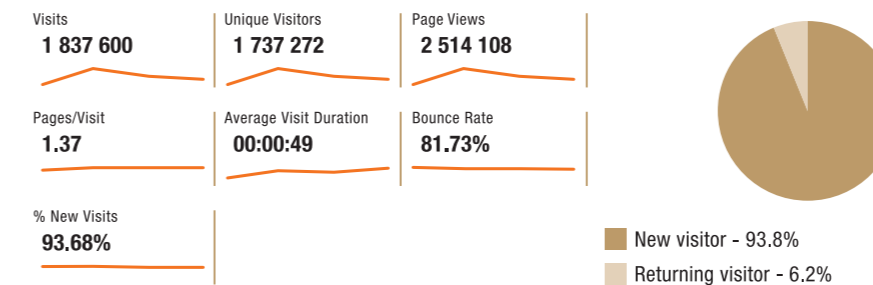 Visits
1 837 600
Unique Visitors
1 737 272
Page Views
2 514 108
Pages/Visit
1.37
Average Visit Duration
00:00:49
Bounce Rate
81.73%
% New Visits
93.68%
New visitor - 93.8%
Returning visitor - 6.2%